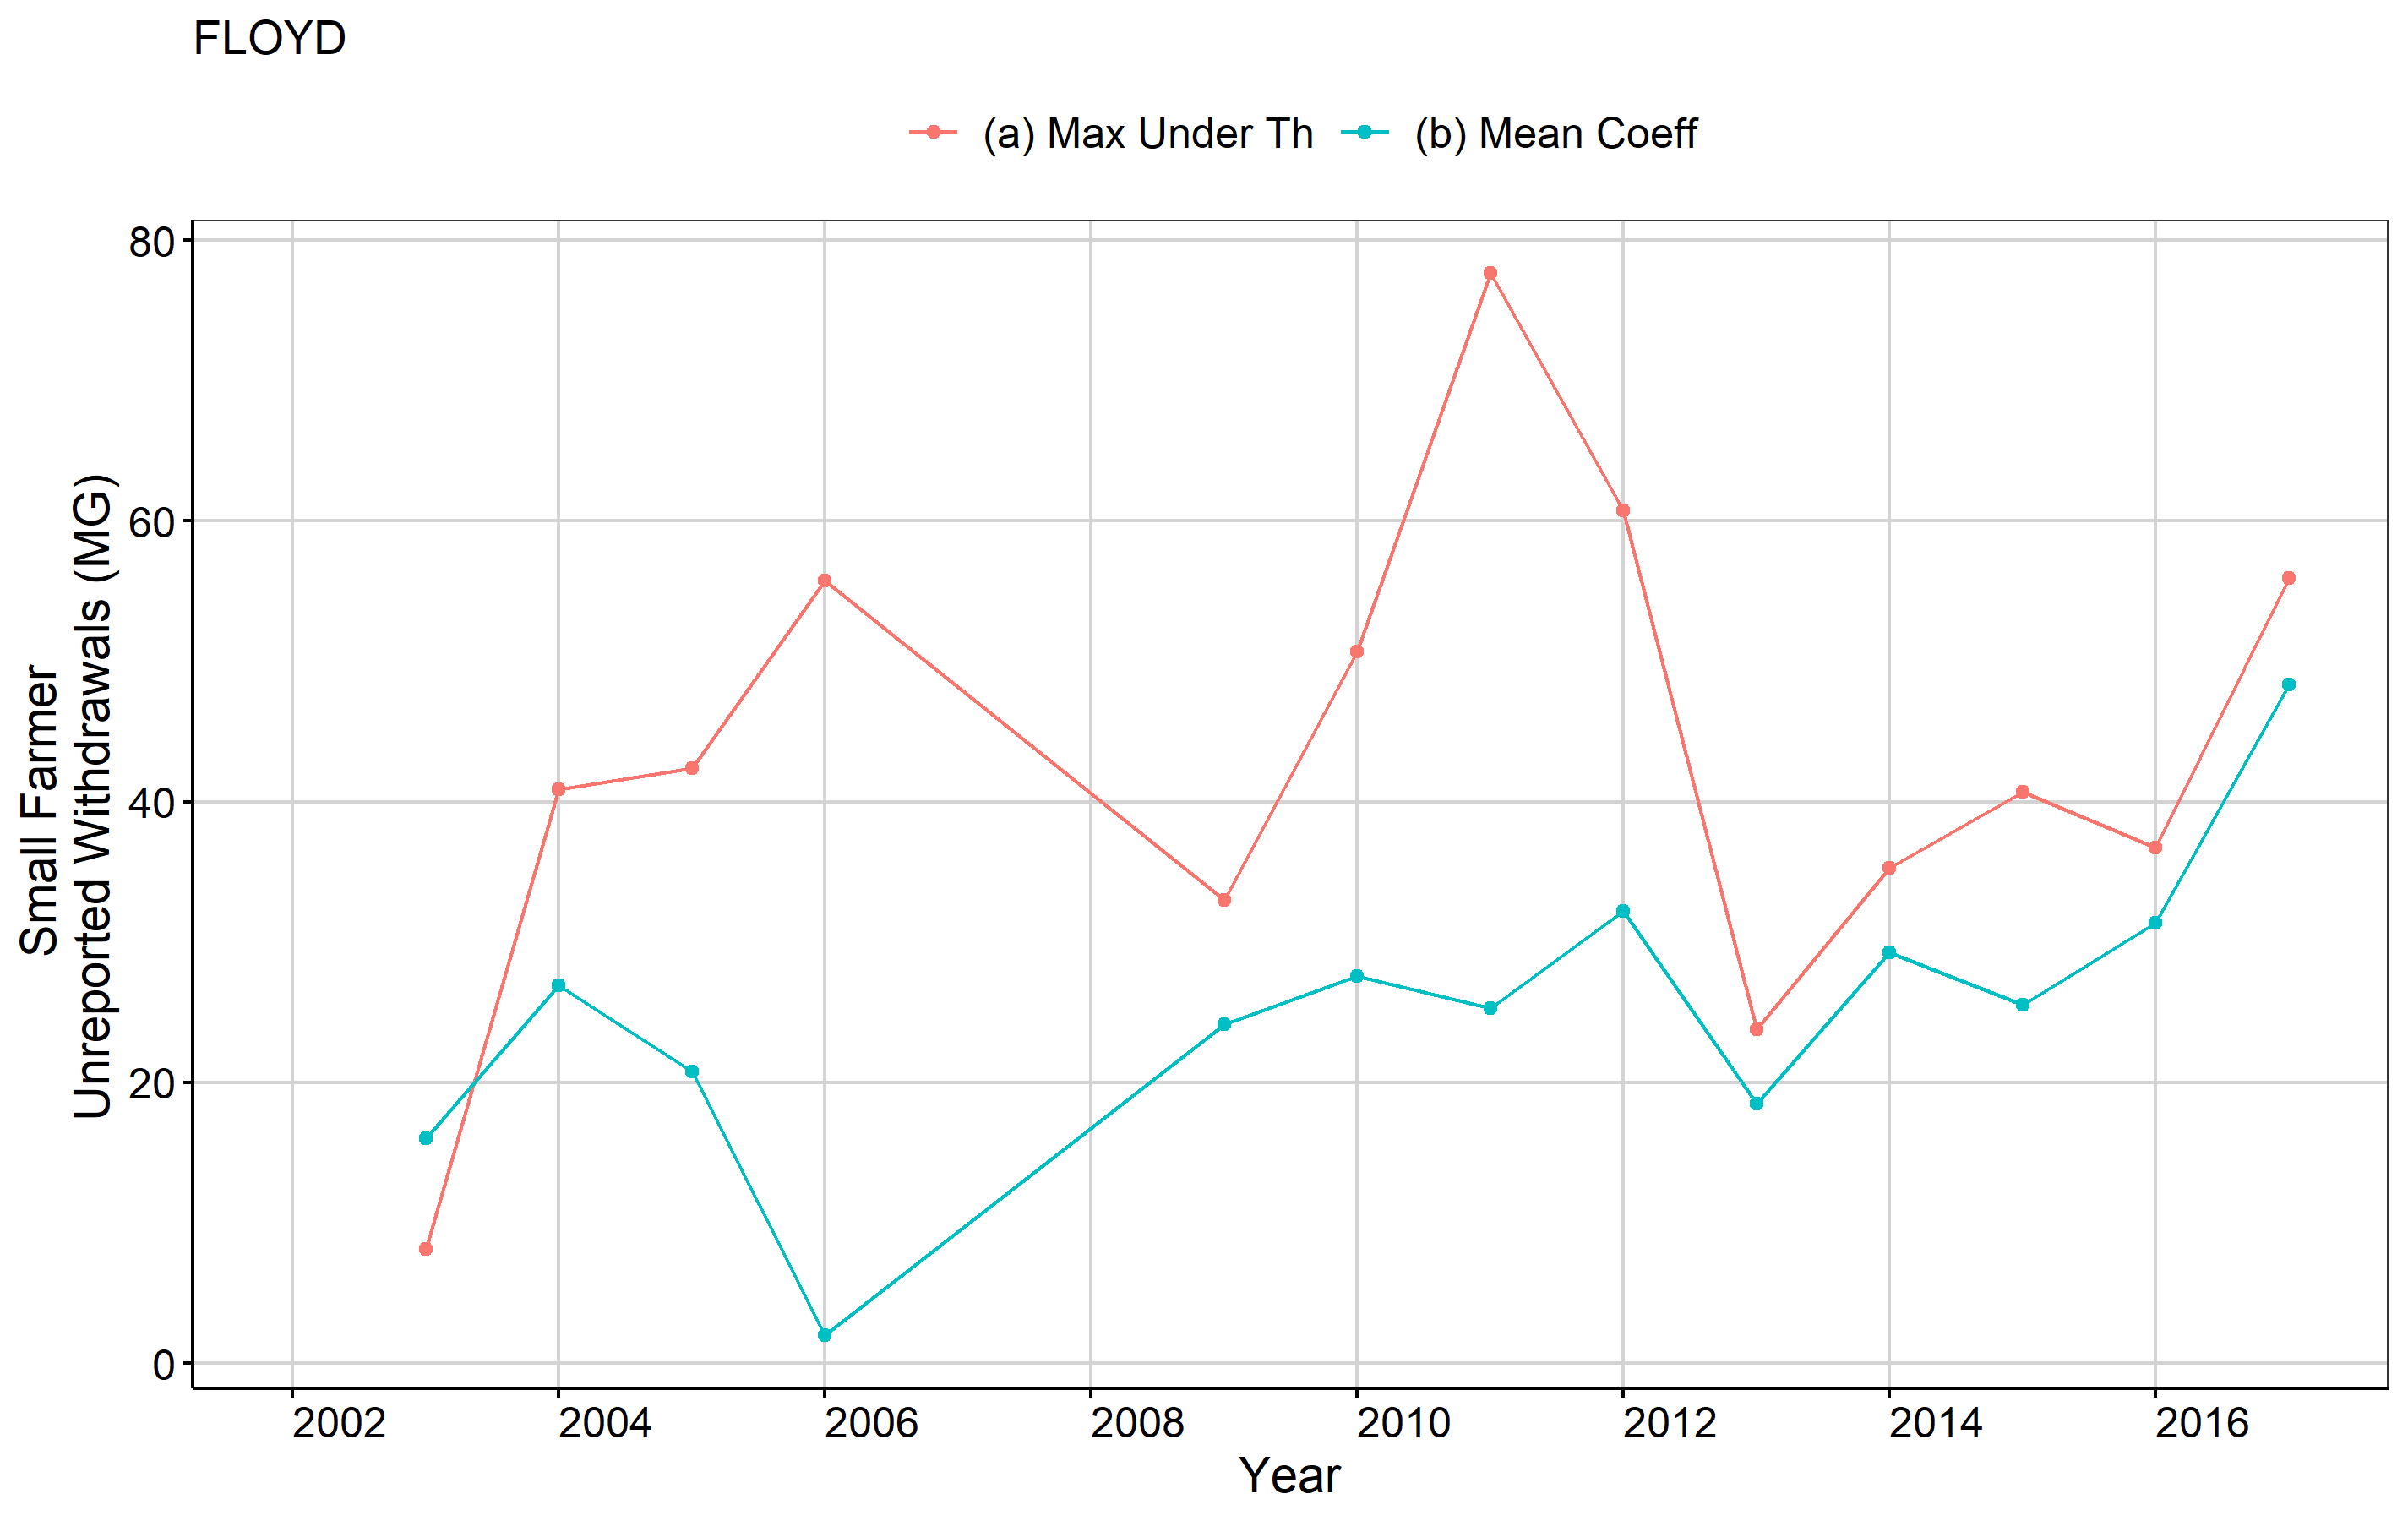 FLOYD
(a) Max Under Th
(b) Mean Coeff
Small Farmer
Unreported Withdrawals (MG)
80
60
40
20
0
2002
2004
2006
2008
2010
2012
2014
2016
Year